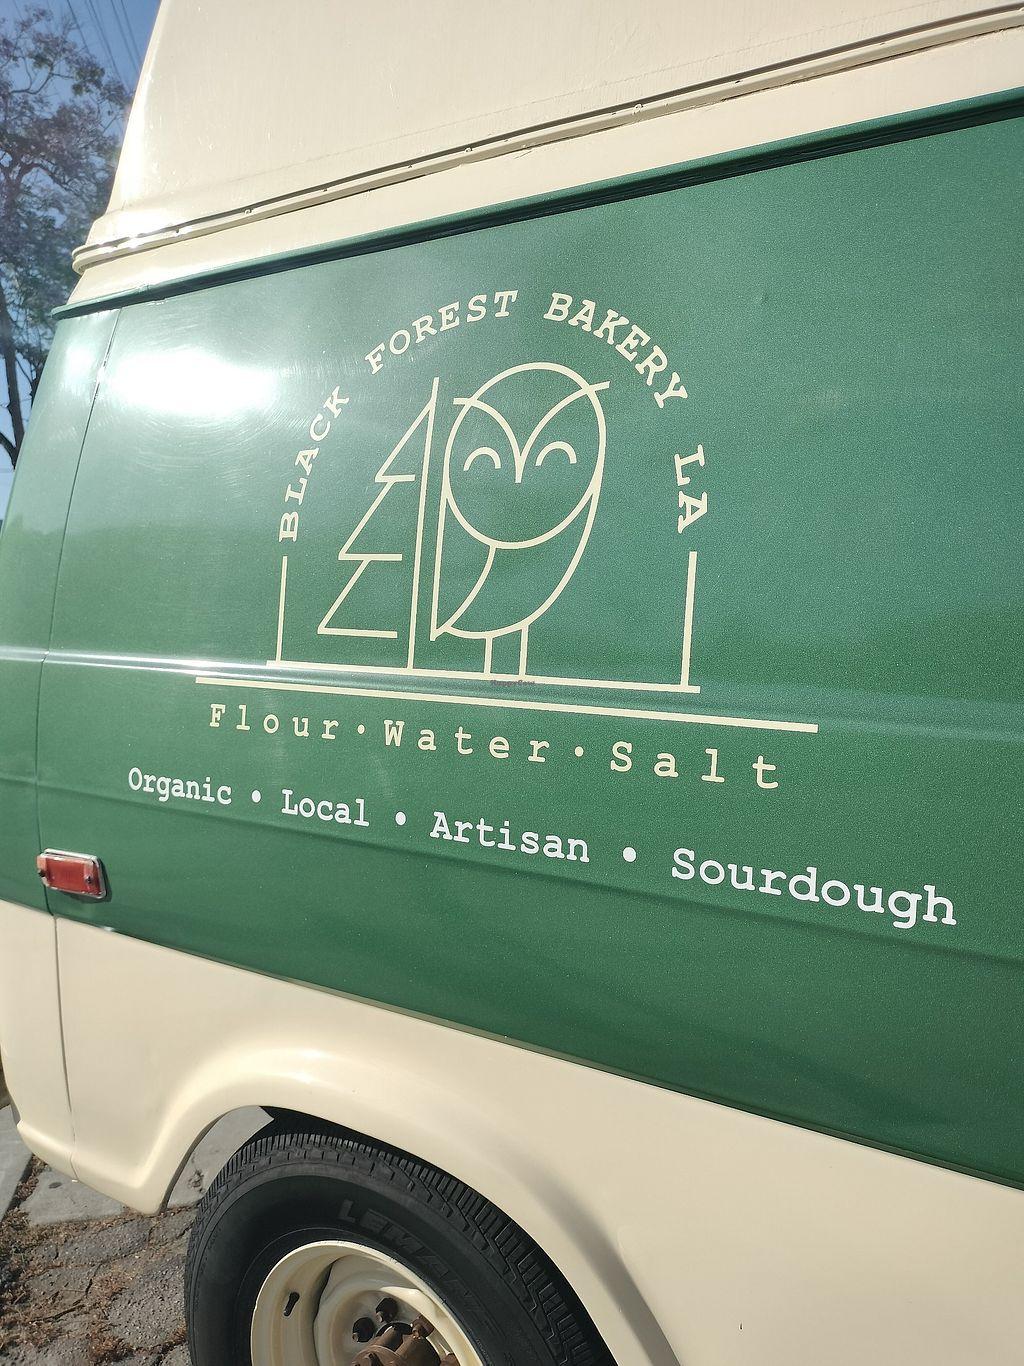 BLACK FOREST BAKERY LA
Flour·Water·Salt
Organic • Local • Artisan • Sourdough